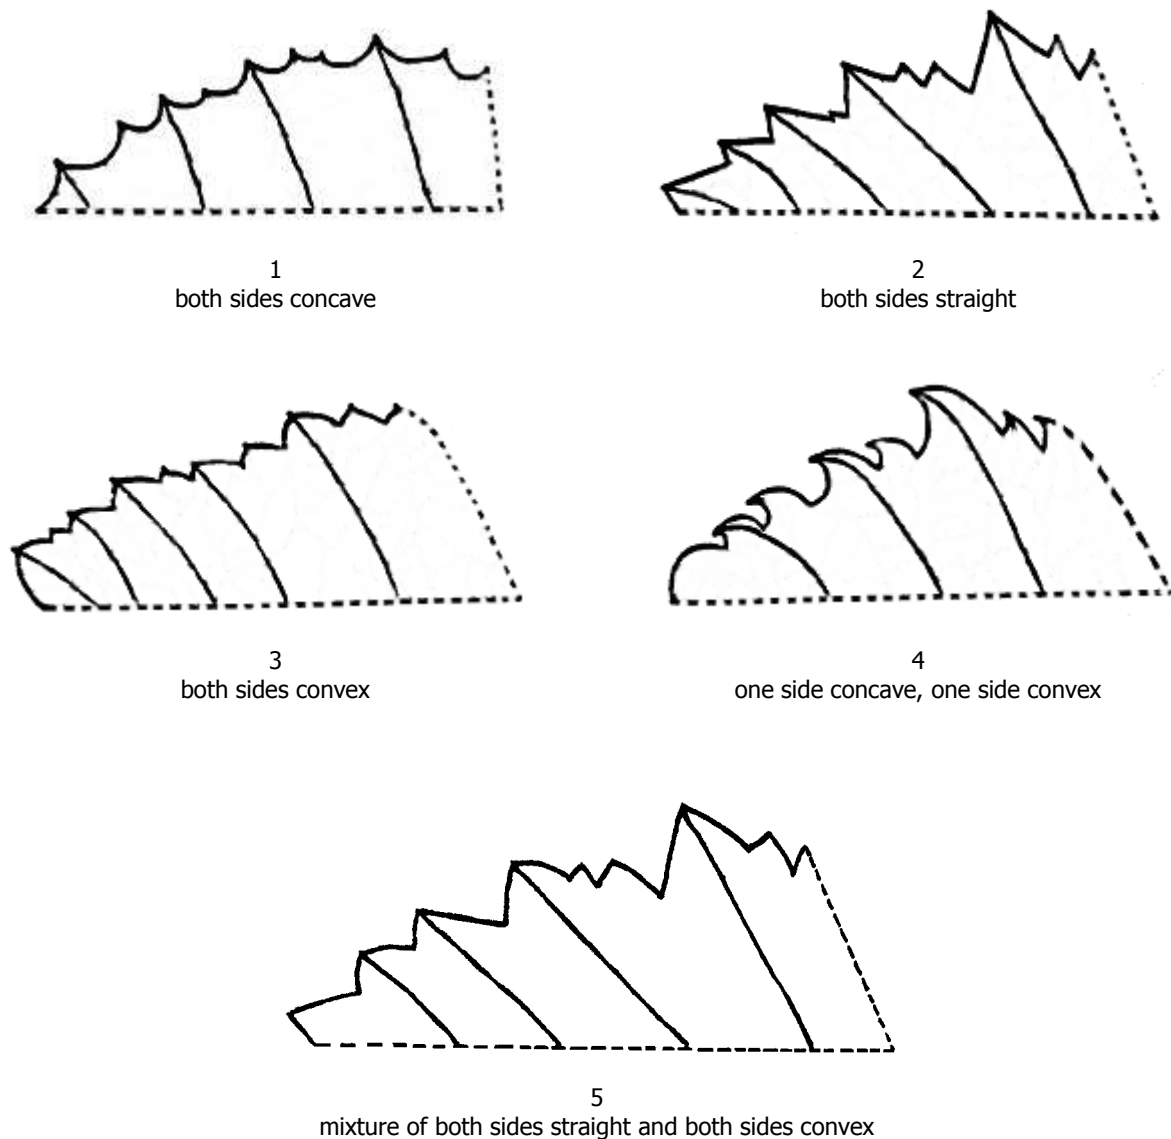 1
both sides concave
2
both sides straight
3
both sides convex
4
one side concave, one side convex
5
mixture of both sides straight and both sides convex